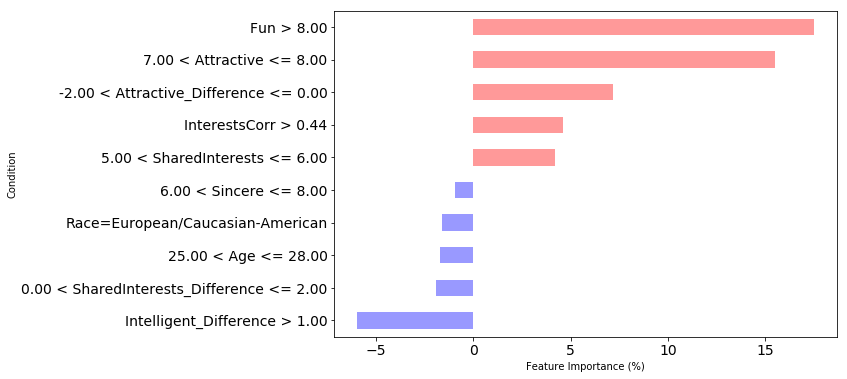 Fun > 8.00
7.00 < Attractive <= 8.00
-2.00 < Attractive_Difference <= 0.00
InterestsCorr > 0.44
5.00 < SharedInterests <= 6.00
6.00 < Sincere <= 8.00
Race=European/Caucasian-American
25.00 < Age <= 28.00
0.00 < SharedInterests_Difference <= 2.00
Intelligent_Difference > 1.00
Condition
−5 0 5 10 15
Feature Importance (%)